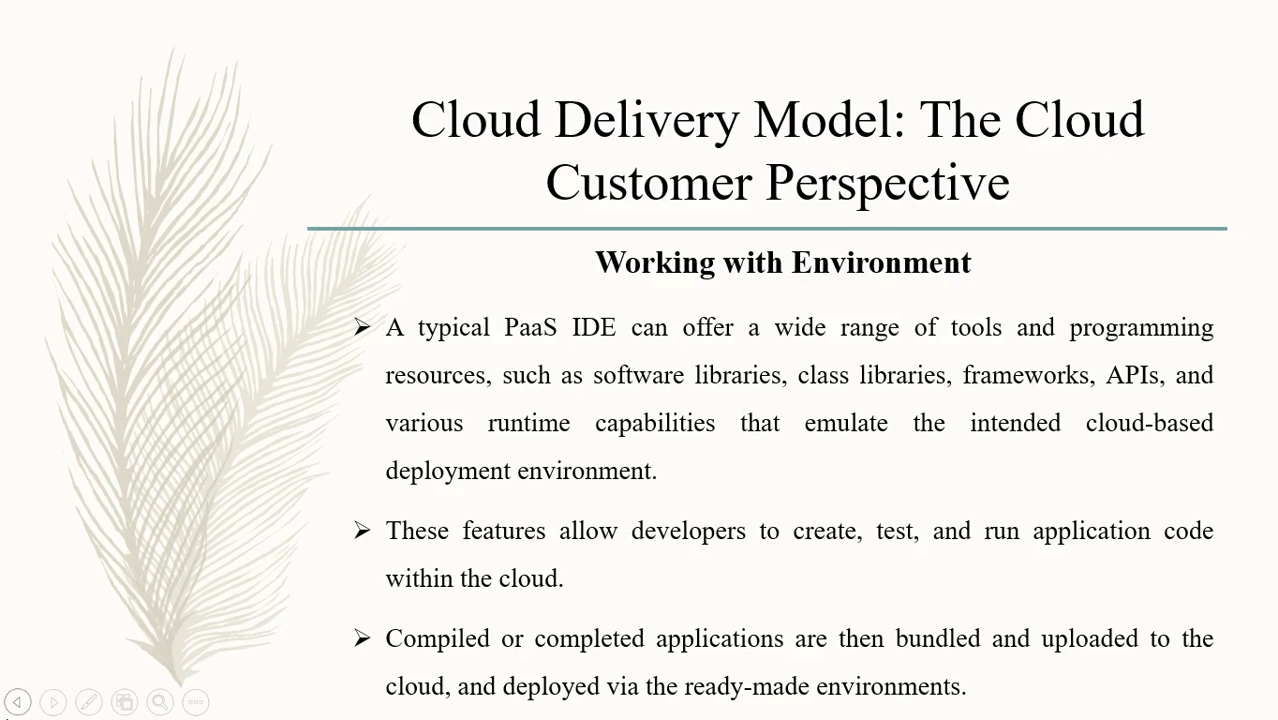 Cloud Delivery Model: The Cloud
Customer Perspective
Working with Environment
➢ A typical PaaS IDE can offer a wide range of tools and programming
resources, such as software libraries, class libraries, frameworks, APIs, and
various runtime capabilities that emulate the intended cloud-based
deployment environment.
➢ These features allow developers to create, test, and run application code
within the cloud.
➢ Compiled or completed applications are then bundled and uploaded to the
cloud, and deployed via the ready-made environments.